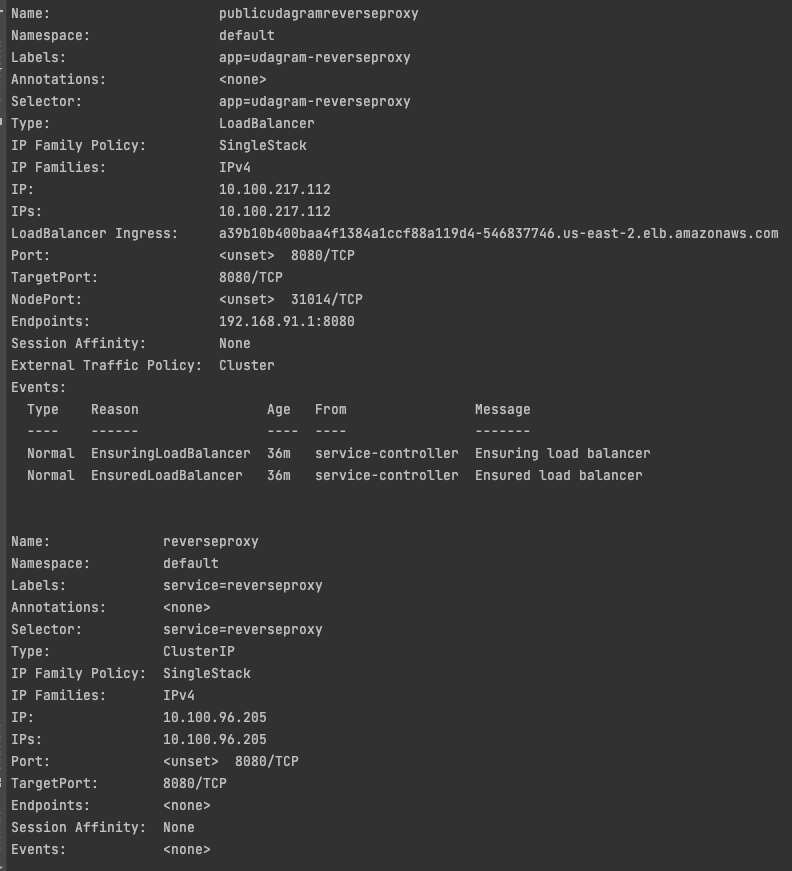 Name:                     publicudagramreverseproxy
Namespace:                default
Labels:                   app=udagram-reverseproxy
Annotations:              <none>
Selector:                 app=udagram-reverseproxy
Type:                     LoadBalancer
IP Family Policy:         SingleStack
IP Families:              IPv4
IP:                       10.100.217.112
IPs:                      10.100.217.112
LoadBalancer Ingress:     a39b10b400baa4f1384a1ccf88a119d4-546837746.us-east-2.elb.amazonaws.com
Port:                     <unset>  8080/TCP
TargetPort:               8080/TCP
NodePort:                 <unset>  31014/TCP
Endpoints:                192.168.91.1:8080
Session Affinity:         None
External Traffic Policy:  Cluster
Events:
  Type    Reason                Age   From                Message
  ----    ------                ----  ----                -------
  Normal  EnsuringLoadBalancer  36m   service-controller  Ensuring load balancer
  Normal  EnsuredLoadBalancer   36m   service-controller  Ensured load balancer
Name:              reverseproxy
Namespace:         default
Labels:            service=reverseproxy
Annotations:       <none>
Selector:          service=reverseproxy
Type:              ClusterIP
IP Family Policy:  SingleStack
IP Families:       IPv4
IP:                10.100.96.205
IPs:               10.100.96.205
Port:              <unset>  8080/TCP
TargetPort:        8080/TCP
Endpoints:         <none>
Session Affinity:  None
Events:            <none>